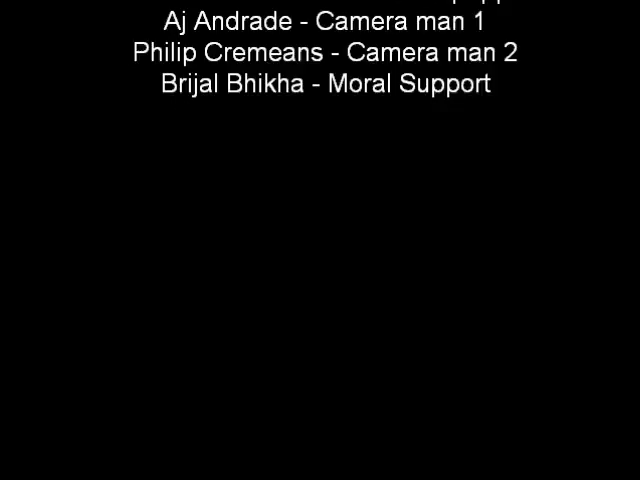 Aj Andrade - Camera man 1
Philip Cremeans - Camera man 2
Brijal Bhikha - Moral Support